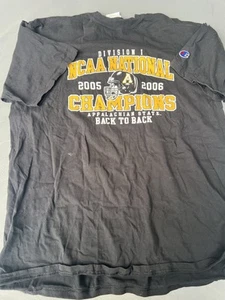 DIVISION I
NCAA NATIONAL
2005 2006
CHAMPIONS
APPALACHIAN STATE
BACK TO BACK